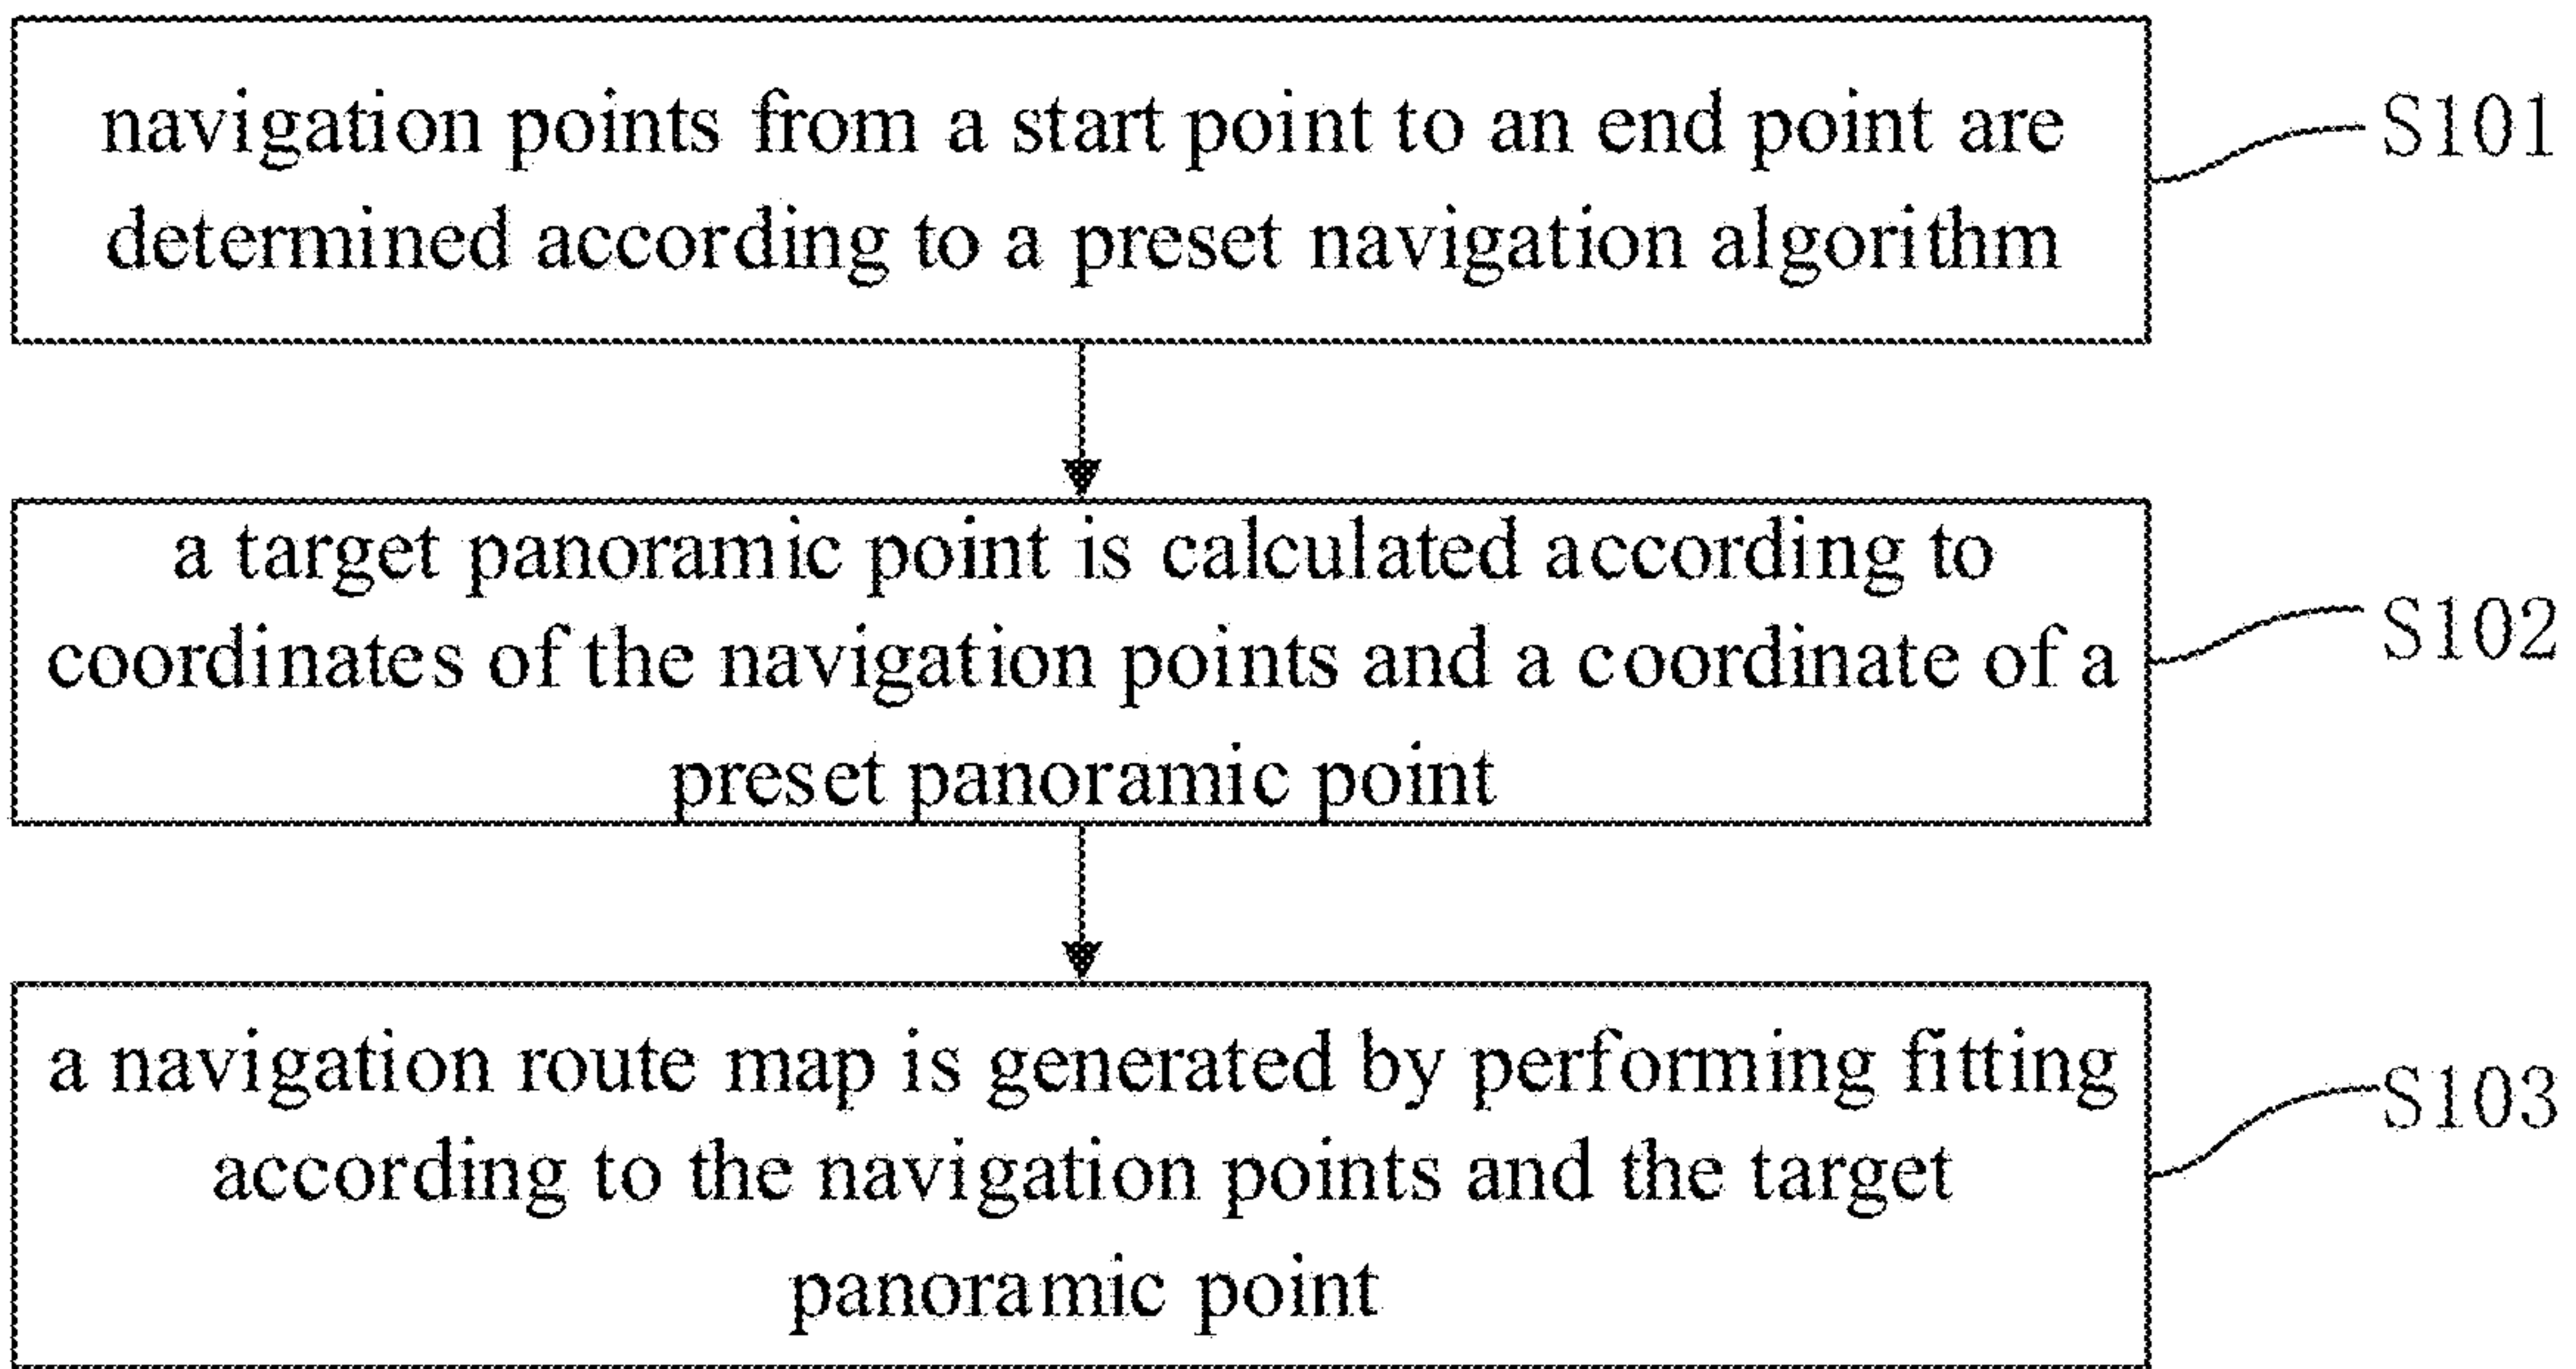 navigation points from a start point to an end point are
determined according to a preset navigation algorithm
S101
a target panoramic point is calculated according to
coordinates of the navigation points and a coordinate of a
preset panoramic point
S102
a navigation route map is generated by performing fitting
according to the navigation points and the target
panoramic point
S103